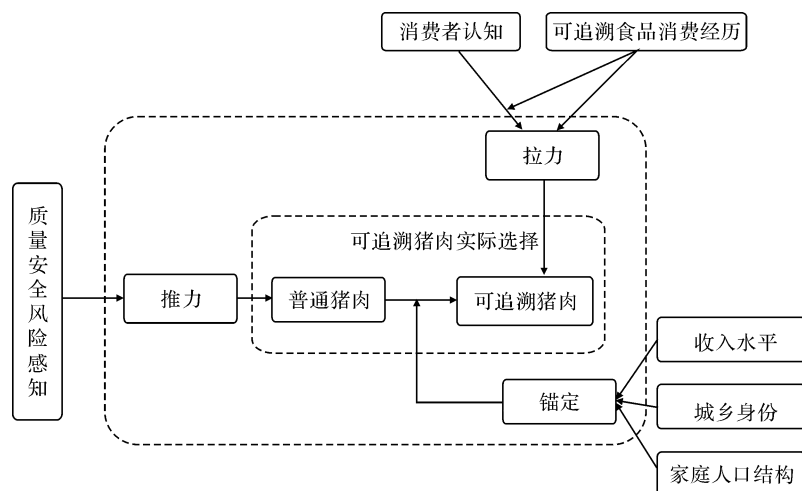 消费者认知
可追溯食品消费经历
拉力
质量安全风险感知
可追溯猪肉实际选择
推力
普通猪肉
可追溯猪肉
收入水平
锚定
城乡身份
家庭人口结构